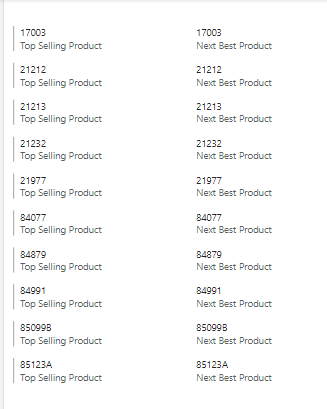 17003 17003
Top Selling Product Next Best Product
21212 21212
Top Selling Product Next Best Product
21213 21213
Top Selling Product Next Best Product
21232 21232
Top Selling Product Next Best Product
21977 21977
Top Selling Product Next Best Product
84077 84077
Top Selling Product Next Best Product
84879 84879
Top Selling Product Next Best Product
84991 84991
Top Selling Product Next Best Product
85099B 85099B
Top Selling Product Next Best Product
85123A 85123A
Top Selling Product Next Best Product